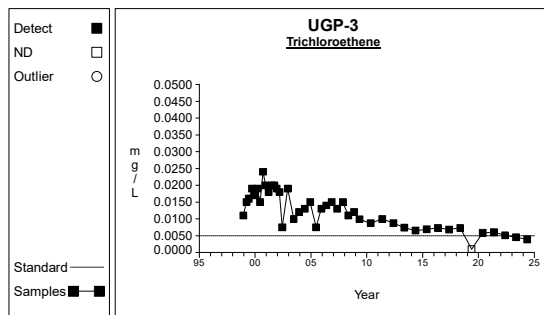 Detect
ND
Outlier
Standard
Samples
UGP-3
Trichloroethene
mg/L
0.0500
0.0450
0.0400
0.0350
0.0300
0.0250
0.0200
0.0150
0.0100
0.0050
0.0000
95 00 05 10 15 20 25
Year